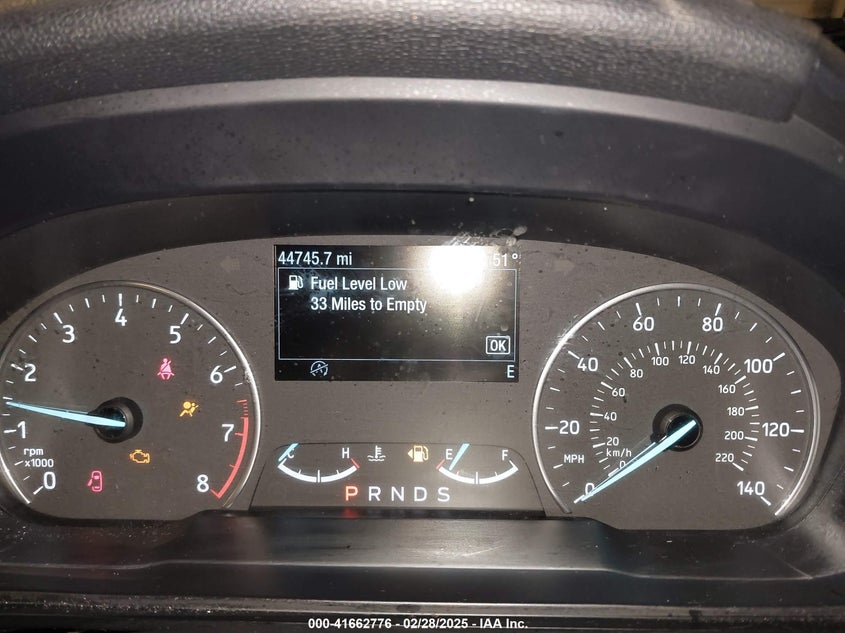 44745.7 mi 51°
Fuel Level Low
33 Miles to Empty
OK
E
0 1 2 3 4 5 6 7 8
rpm
x1000
C H
E F
P R N D S
0 20 40 60 80 100 120 140
MPH
0 20 40 60 80 100 120 140 160 180 200 220
km/h
000-41662776 - 02/28/2025 - IAA Inc.